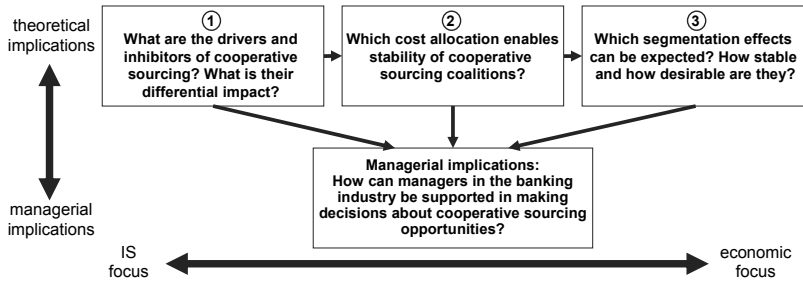 theoretical
implications
1
What are the drivers and
inhibitors of cooperative
sourcing? What is their
differential impact?
2
Which cost allocation enables
stability of cooperative
sourcing coalitions?
3
Which segmentation effects
can be expected? How stable
and how desirable are they?
Managerial implications:
How can managers in the banking
industry be supported in making
decisions about cooperative sourcing
opportunities?
managerial
implications
IS
focus
economic
focus